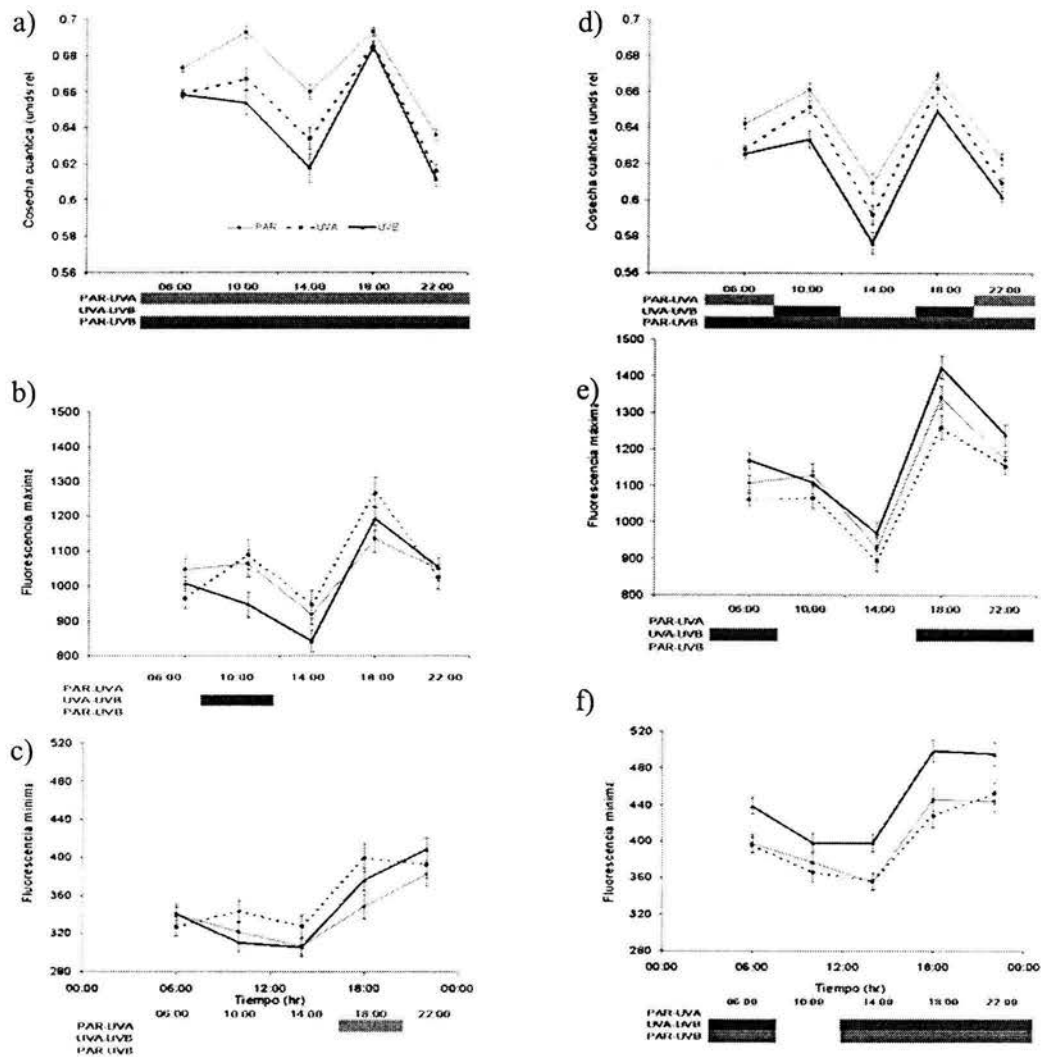 a)
Cosecha cuántica (unids rel
0.7
0.68
0.66
0.64
0.62
0.6
0.58
0.56
PAR UVA UVB
06:00 10:00 14:00 18:00 22:00
PAR-UVA
UVA-UVB
PAR-UVB
d)
Cosecha cuántica (unids rel
0.7
0.68
0.66
0.64
0.62
0.6
0.58
0.56
06:00 10:00 14:00 18:00 22:00
PAR-UVA
UVA-UVB
PAR-UVB
b)
Fluorescencia máxima
1500
1400
1300
1200
1100
1000
900
800
06:00 10:00 14:00 18:00 22:00
PAR-UVA
UVA-UVB
PAR-UVB
e)
Fluorescencia máxima
1500
1400
1300
1200
1100
1000
900
800
06:00 10:00 14:00 18:00 22:00
PAR-UVA
UVA-UVB
PAR-UVB
c)
Fluorescencia mínima
520
480
440
400
360
320
280
00:00 06:00 12:00 18:00 00:00
Tiempo (hr)
06:00 10:00 14:00 18:00 22:00
PAR-UVA
UVA-UVB
PAR-UVB
f)
Fluorescencia mínima
520
480
440
400
360
320
280
00:00 06:00 12:00 18:00 00:00
Tiempo (hr)
06:00 10:00 14:00 18:00 22:00
PAR-UVA
UVA-UVB
PAR-UVB